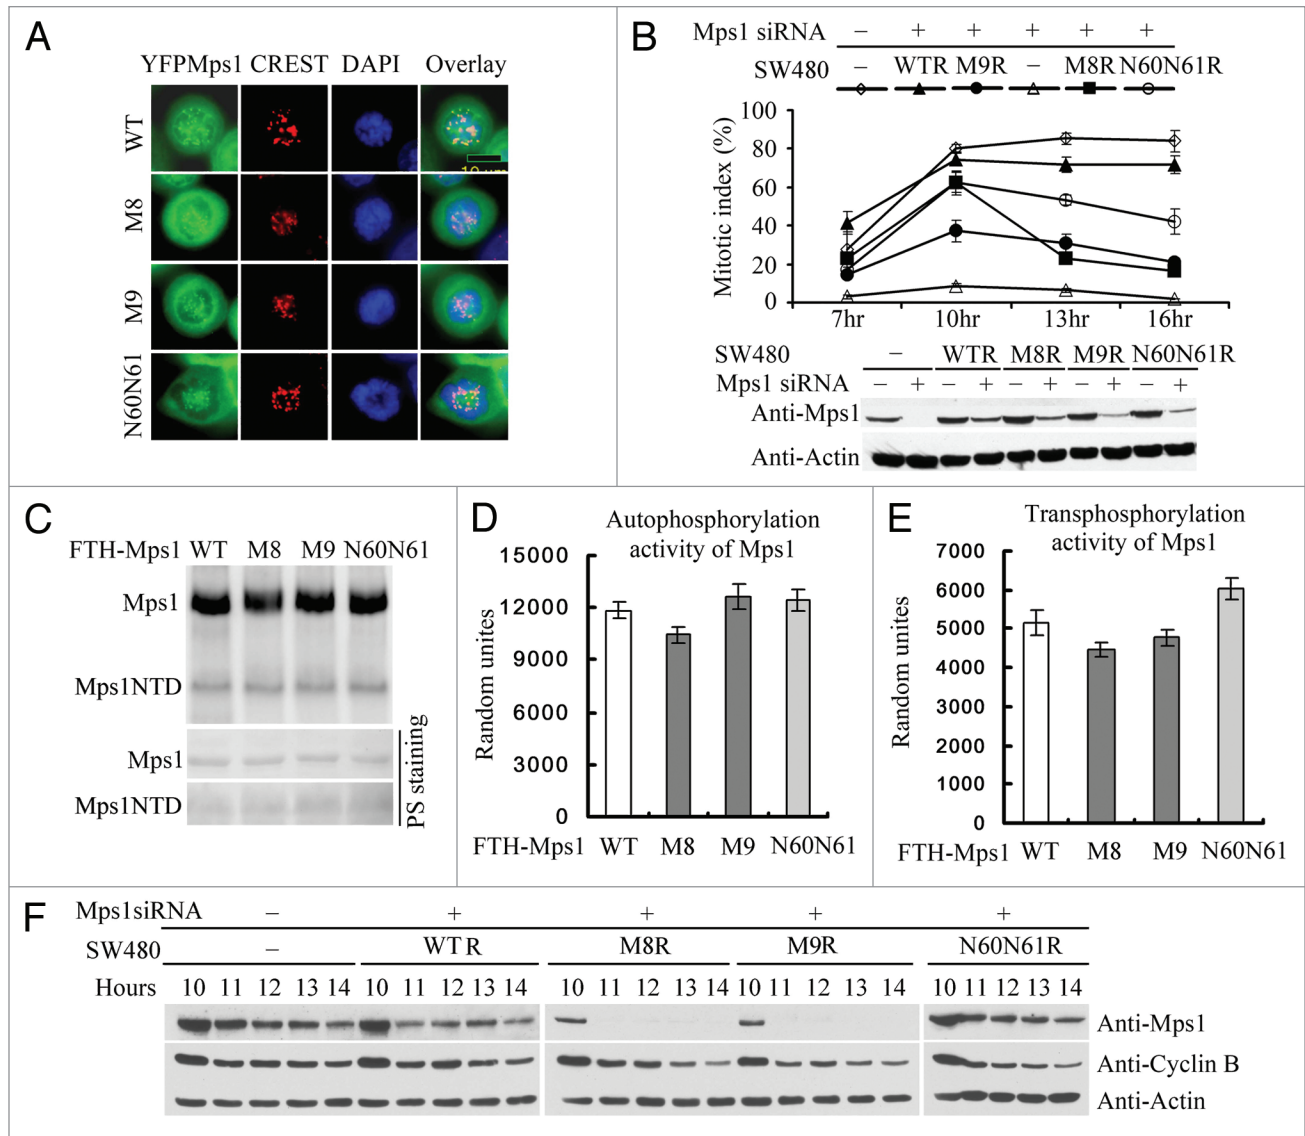 A
YFPMps1 CREST DAPI Overlay
WT
M8
M9
N60N61
B
Mps1 siRNA – + + + + +
SW480 – WTR M9R – M8R N60N61R
Mitotic index (%)
100
80
60
40
20
0
7hr 10hr 13hr 16hr
SW480 – WTR M8R M9R N60N61R
Mps1 siRNA – + – + – + – + – +
Anti-Mps1
Anti-Actin
C
FTH-Mps1 WT M8 M9 N60N61
Mps1
Mps1NTD
Mps1
Mps1NTD
PS staining
D
Autophosphorylation
activity of Mps1
Random unites
15000
12000
9000
6000
3000
0
FTH-Mps1 WT M8 M9 N60N61
E
Transphosphorylation
activity of Mps1
Random unites
7000
6000
5000
4000
3000
2000
1000
0
FTH-Mps1 WT M8 M9 N60N61
F
Mps1siRNA – + + + +
SW480 – WTR M8R M9R N60N61R
Hours 10 11 12 13 14 10 11 12 13 14 10 11 12 13 14 10 11 12 13 14 10 11 12 13 14
Anti-Mps1
Anti-Cyclin B
Anti-Actin